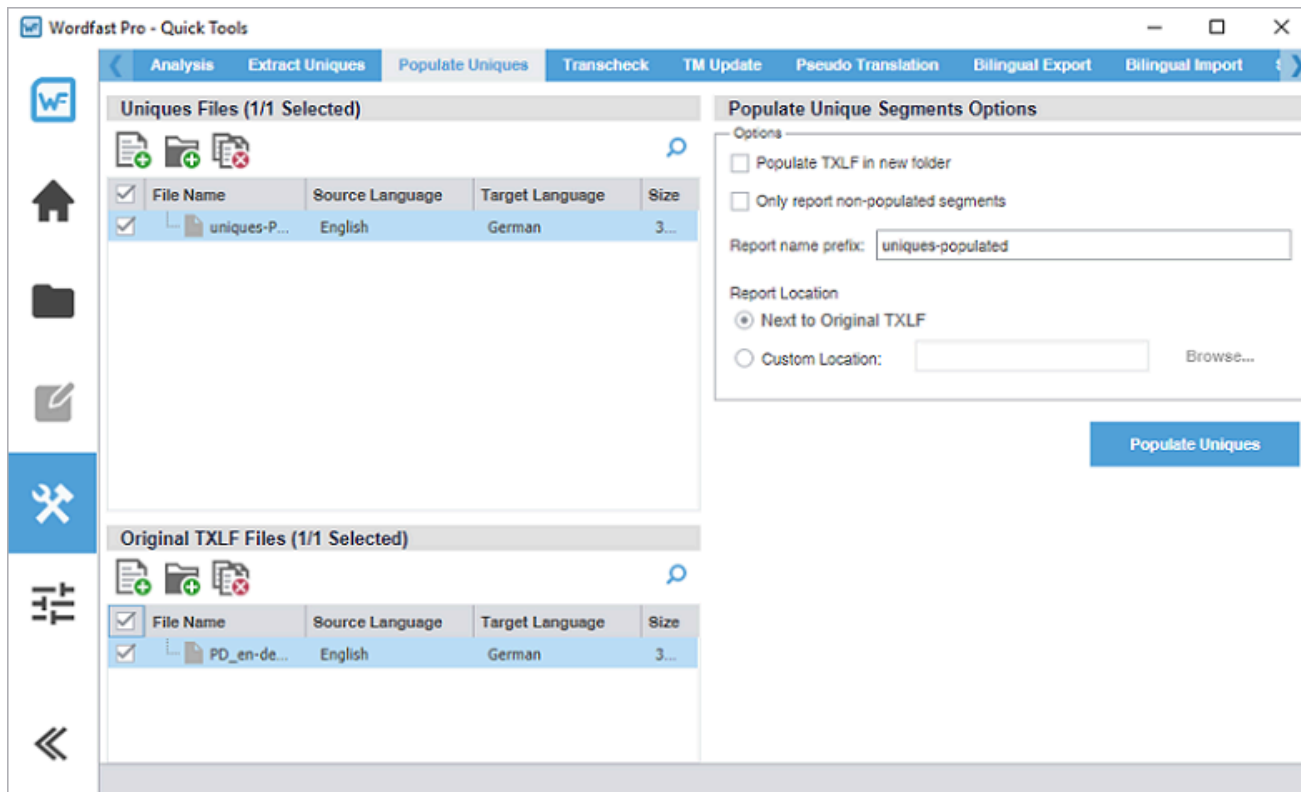 Wordfast Pro - Quick Tools
Analysis Extract Uniques Populate Uniques Transcheck TM Update Pseudo Translation Bilingual Export Bilingual Import
WF
Uniques Files (1/1 Selected)
File Name Source Language Target Language Size
uniques-P... English German 3...
Original TXLF Files (1/1 Selected)
File Name Source Language Target Language Size
PD_en-de... English German 3...
Populate Unique Segments Options
Options
Populate TXLF in new folder
Only report non-populated segments
Report name prefix: uniques-populated
Report Location
Next to Original TXLF
Custom Location: Browse...
Populate Uniques